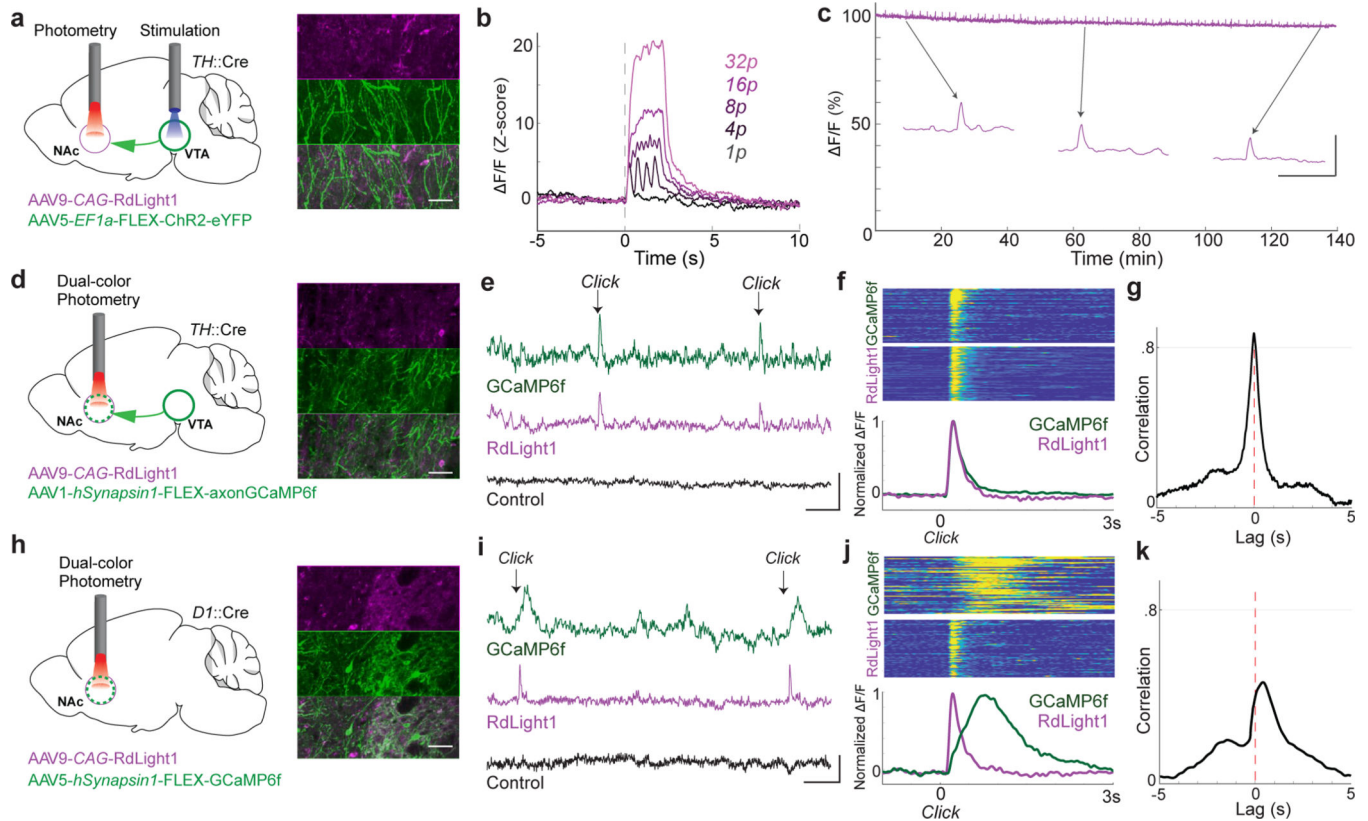 a
Photometry
Stimulation
TH::Cre
NAc
VTA
AAV9-CAG-RdLight1
AAV5-EF1a-FLEX-ChR2-eYFP
b
ΔF/F (Z-score)
20
10
0
32p
16p
8p
4p
1p
-5
0
5
10
Time (s)
c
ΔF/F (%)
100
50
0
0
20
40
60
80
100
120
140
Time (min)
d
Dual-color
Photometry
TH::Cre
NAc
VTA
AAV9-CAG-RdLight1
AAV1-hSynapsin1-FLEX-axonGCaMP6f
e
Click
Click
GCaMP6f
RdLight1
Control
f
GCaMP6f
RdLight1
Normalized ΔF/F
1
0
GCaMP6f
RdLight1
0
3s
Click
g
Correlation
.8
0
-5
0
5
Lag (s)
h
Dual-color
Photometry
D1::Cre
NAc
AAV9-CAG-RdLight1
AAV5-hSynapsin1-FLEX-GCaMP6f
i
Click
Click
GCaMP6f
RdLight1
Control
j
GCaMP6f
RdLight1
Normalized ΔF/F
1
0
GCaMP6f
RdLight1
0
3s
Click
k
Correlation
.8
0
-5
0
5
Lag (s)